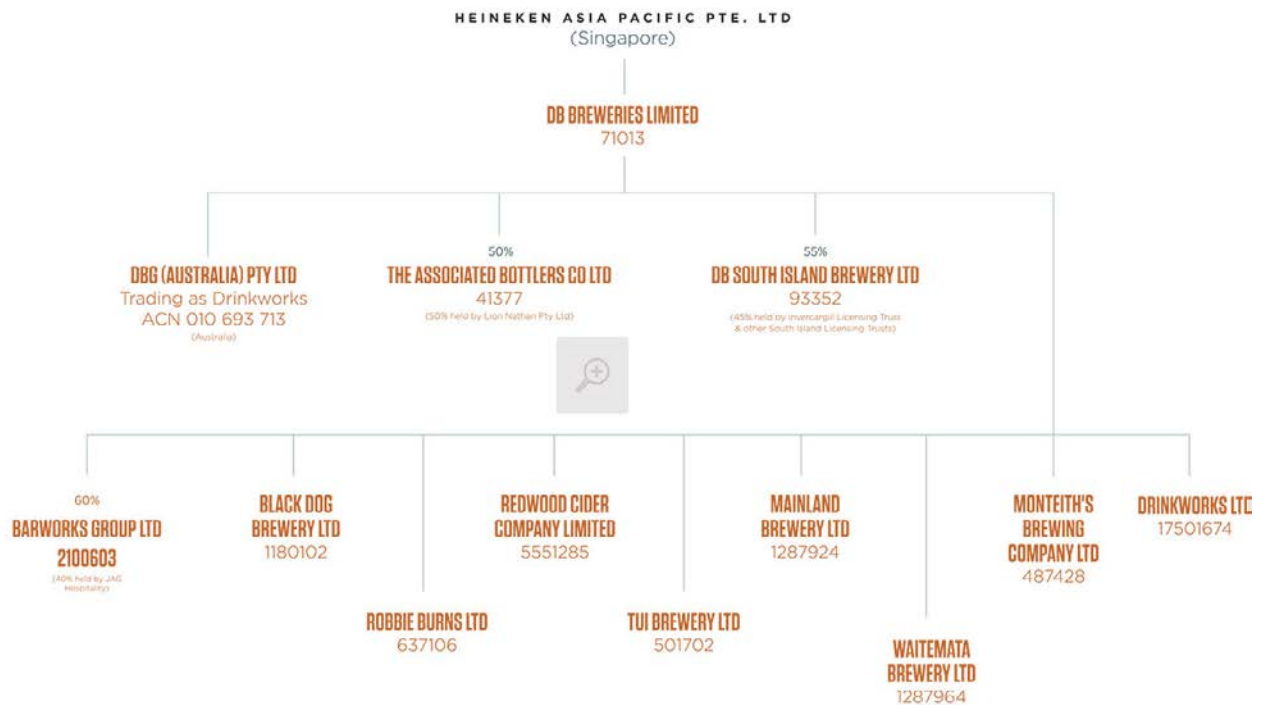 HEINEKEN ASIA PACIFIC PTE. LTD
(Singapore)
DB BREWERIES LIMITED
71013
DBG (AUSTRALIA) PTY LTD
Trading as Drinkworks
ACN 010 693 713
(Australia)
50%
THE ASSOCIATED BOTTLERS CO LTD
41377
(50% held by Lion Nathan Pty Ltd)
55%
DB SOUTH ISLAND BREWERY LTD
93352
(45% held by Invercargill Licensing Trust
& other South Island Licensing Trusts)
60%
BARWORKS GROUP LTD
2100603
(40% held by JAG
Hospitality)
BLACK DOG
BREWERY LTD
1180102
ROBBIE BURNS LTD
637106
REDWOOD CIDER
COMPANY LIMITED
5551285
TUI BREWERY LTD
501702
MAINLAND
BREWERY LTD
1287924
WAITEMATA
BREWERY LTD
1287964
MONTEITH'S
BREWING
COMPANY LTD
487428
DRINKWORKS LTD
17501674